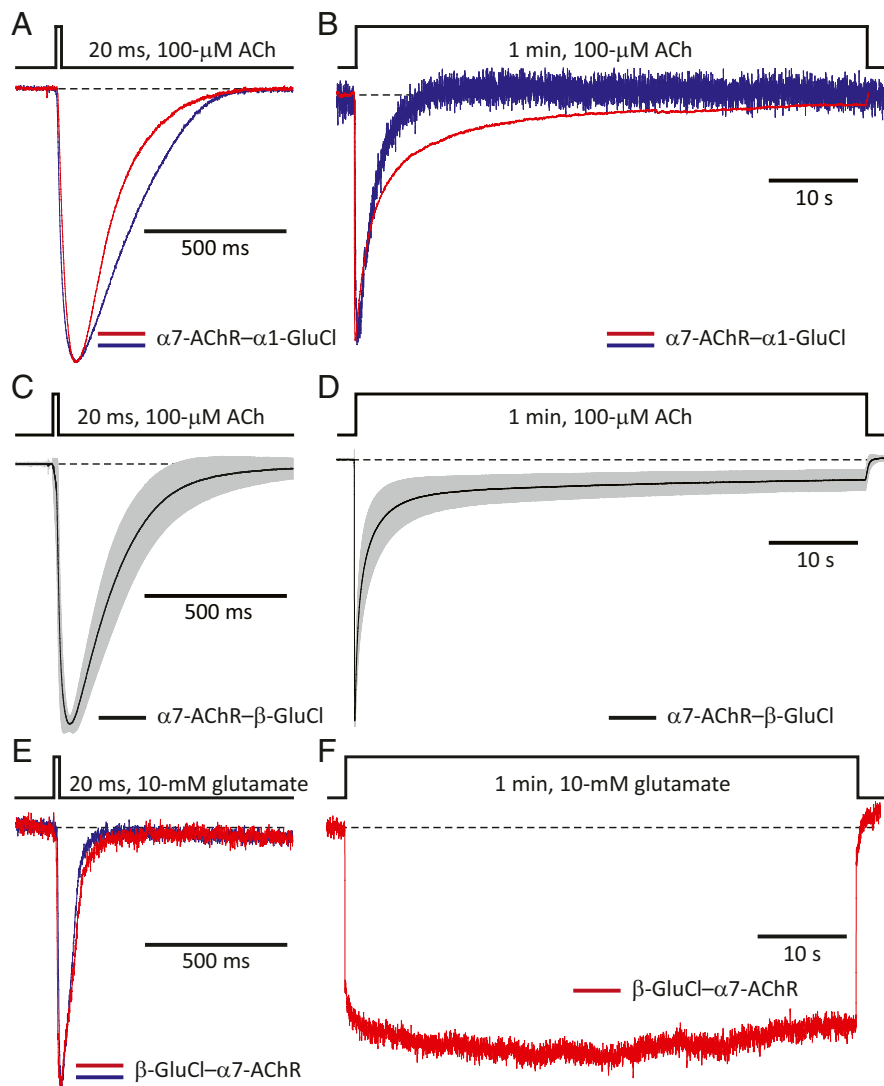 A
20 ms, 100-μM ACh
500 ms
α7-AChR–α1-GluCl
B
1 min, 100-μM ACh
10 s
α7-AChR–α1-GluCl
C
20 ms, 100-μM ACh
500 ms
α7-AChR–β-GluCl
D
1 min, 100-μM ACh
10 s
α7-AChR–β-GluCl
E
20 ms, 10-mM glutamate
500 ms
β-GluCl–α7-AChR
F
1 min, 10-mM glutamate
10 s
β-GluCl–α7-AChR